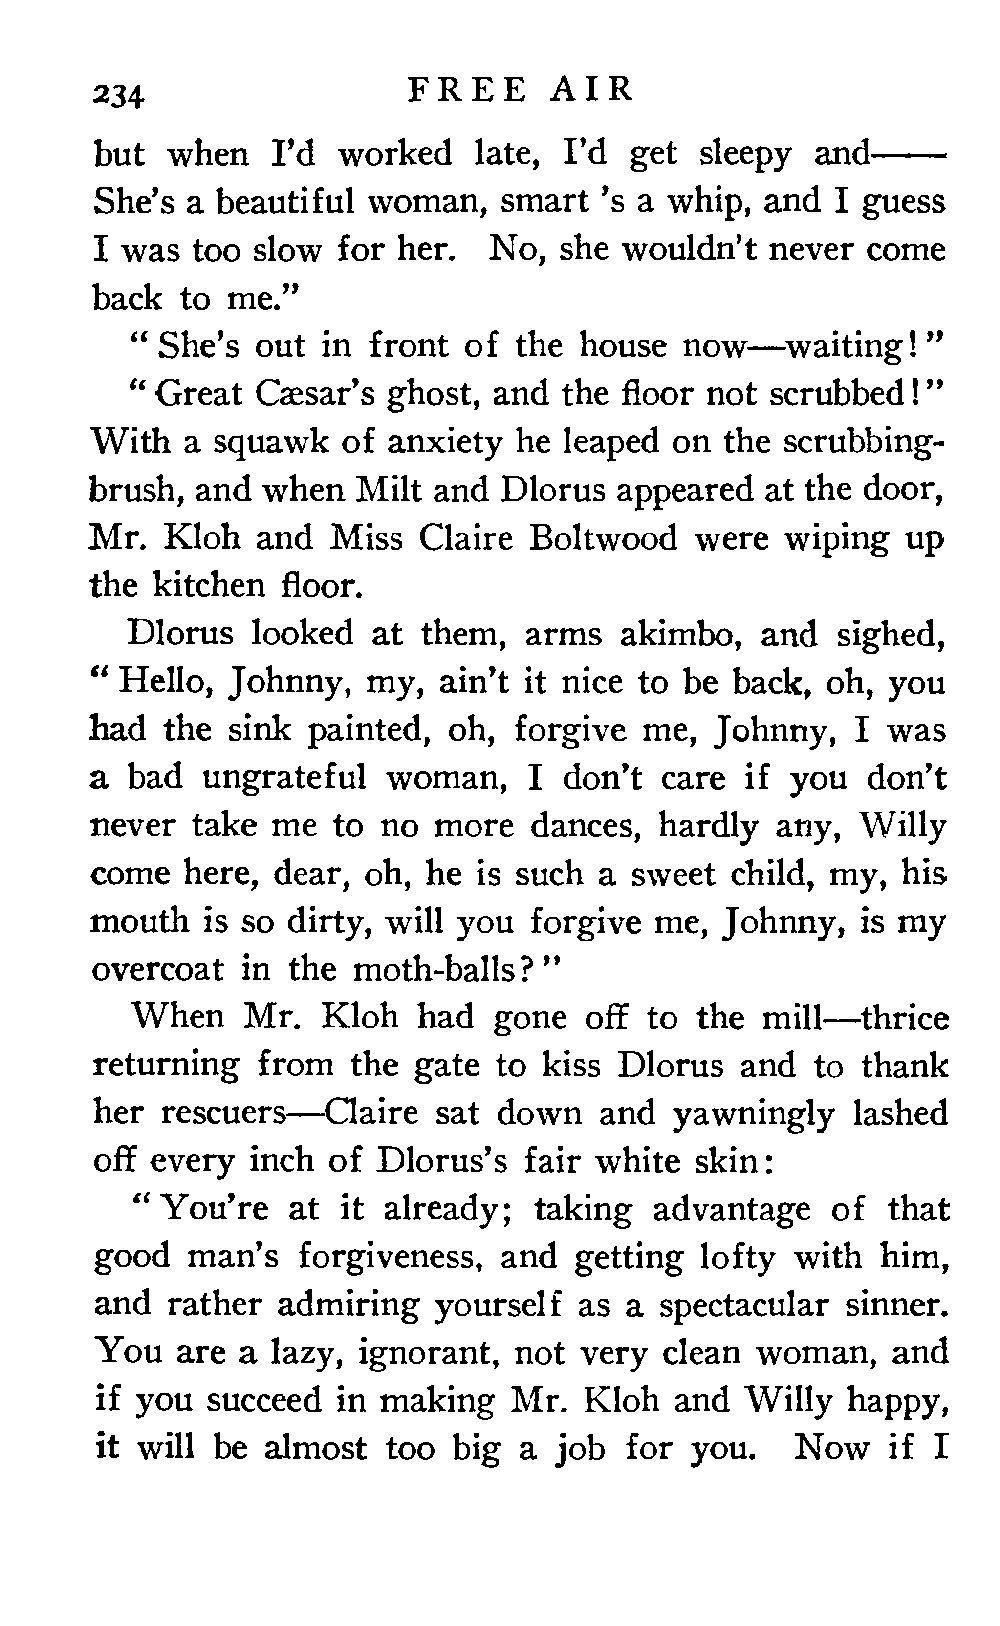 234 FREE AIR
but when I'd worked late, I'd get sleepy and——
She's a beautiful woman, smart 's a whip, and I guess
I was too slow for her. No, she wouldn't never come
back to me."
"She's out in front of the house now—waiting!"
"Great Cæsar's ghost, and the floor not scrubbed!"
With a squawk of anxiety he leaped on the scrubbing-
brush, and when Milt and Dlorus appeared at the door,
Mr. Kloh and Miss Claire Boltwood were wiping up
the kitchen floor.
Dlorus looked at them, arms akimbo, and sighed,
"Hello, Johnny, my, ain't it nice to be back, oh, you
had the sink painted, oh, forgive me, Johnny, I was
a bad ungrateful woman, I don't care if you don't
never take me to no more dances, hardly any, Willy
come here, dear, oh, he is such a sweet child, my, his
mouth is so dirty, will you forgive me, Johnny, is my
overcoat in the moth-balls?"
When Mr. Kloh had gone off to the mill—thrice
returning from the gate to kiss Dlorus and to thank
her rescuers—Claire sat down and yawningly lashed
off every inch of Dlorus's fair white skin:
"You're at it already; taking advantage of that
good man's forgiveness, and getting lofty with him,
and rather admiring yourself as a spectacular sinner.
You are a lazy, ignorant, not very clean woman, and
if you succeed in making Mr. Kloh and Willy happy,
it will be almost too big a job for you. Now if I